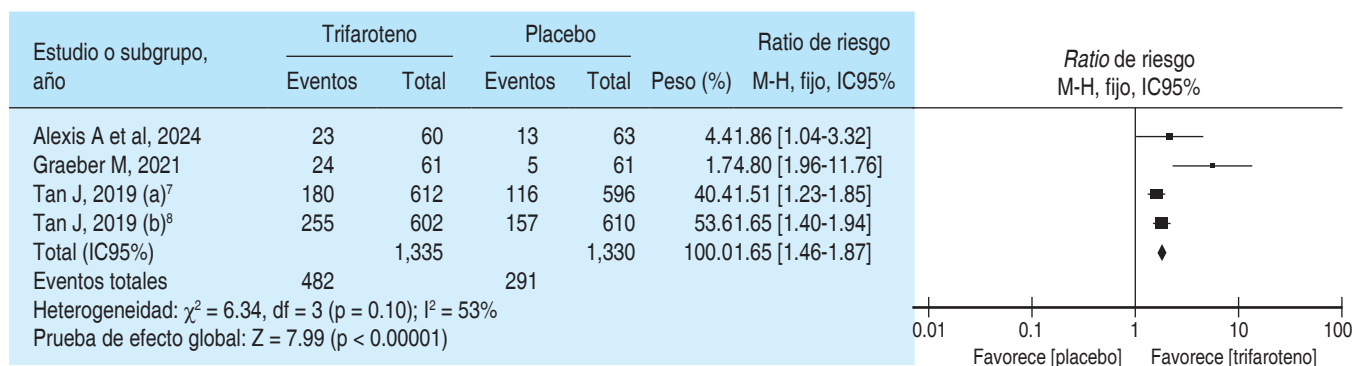 Estudio o subgrupo, año Trifaroteno Placebo Ratio de riesgo
Eventos Total Eventos Total Peso (%) M-H, fijo, IC95%
Alexis A et al, 2024 23 60 13 63 4.41.86 [1.04-3.32]
Graeber M, 2021 24 61 5 61 1.74.80 [1.96-11.76]
Tan J, 2019 (a)⁷ 180 612 116 596 40.41.51 [1.23-1.85]
Tan J, 2019 (b)⁸ 255 602 157 610 53.61.65 [1.40-1.94]
Total (IC95%) 1,335 1,330 100.01.65 [1.46-1.87]
Eventos totales 482 291
Heterogeneidad: χ² = 6.34, df = 3 (p = 0.10); I² = 53%
Prueba de efecto global: Z = 7.99 (p < 0.00001)
Ratio de riesgo
M-H, fijo, IC95%
0.01 0.1 1 10 100
Favorece [placebo] Favorece [trifaroteno]